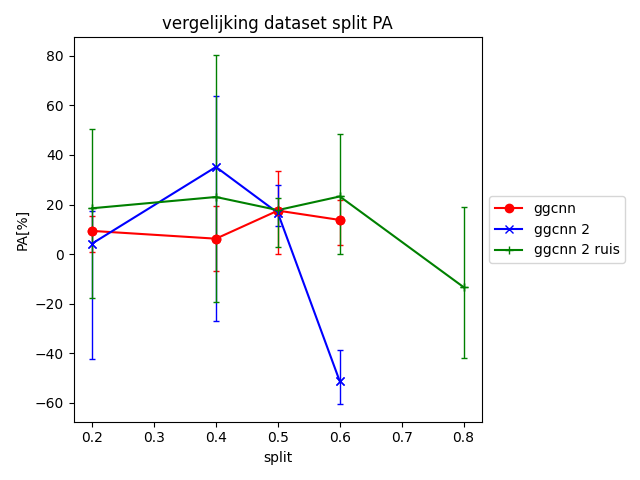 vergelijking dataset split PA
PA[%]
80
60
40
20
0
−20
−40
−60
0.2 0.3 0.4 0.5 0.6 0.7 0.8
split
ggcnn
ggcnn 2
ggcnn 2 ruis